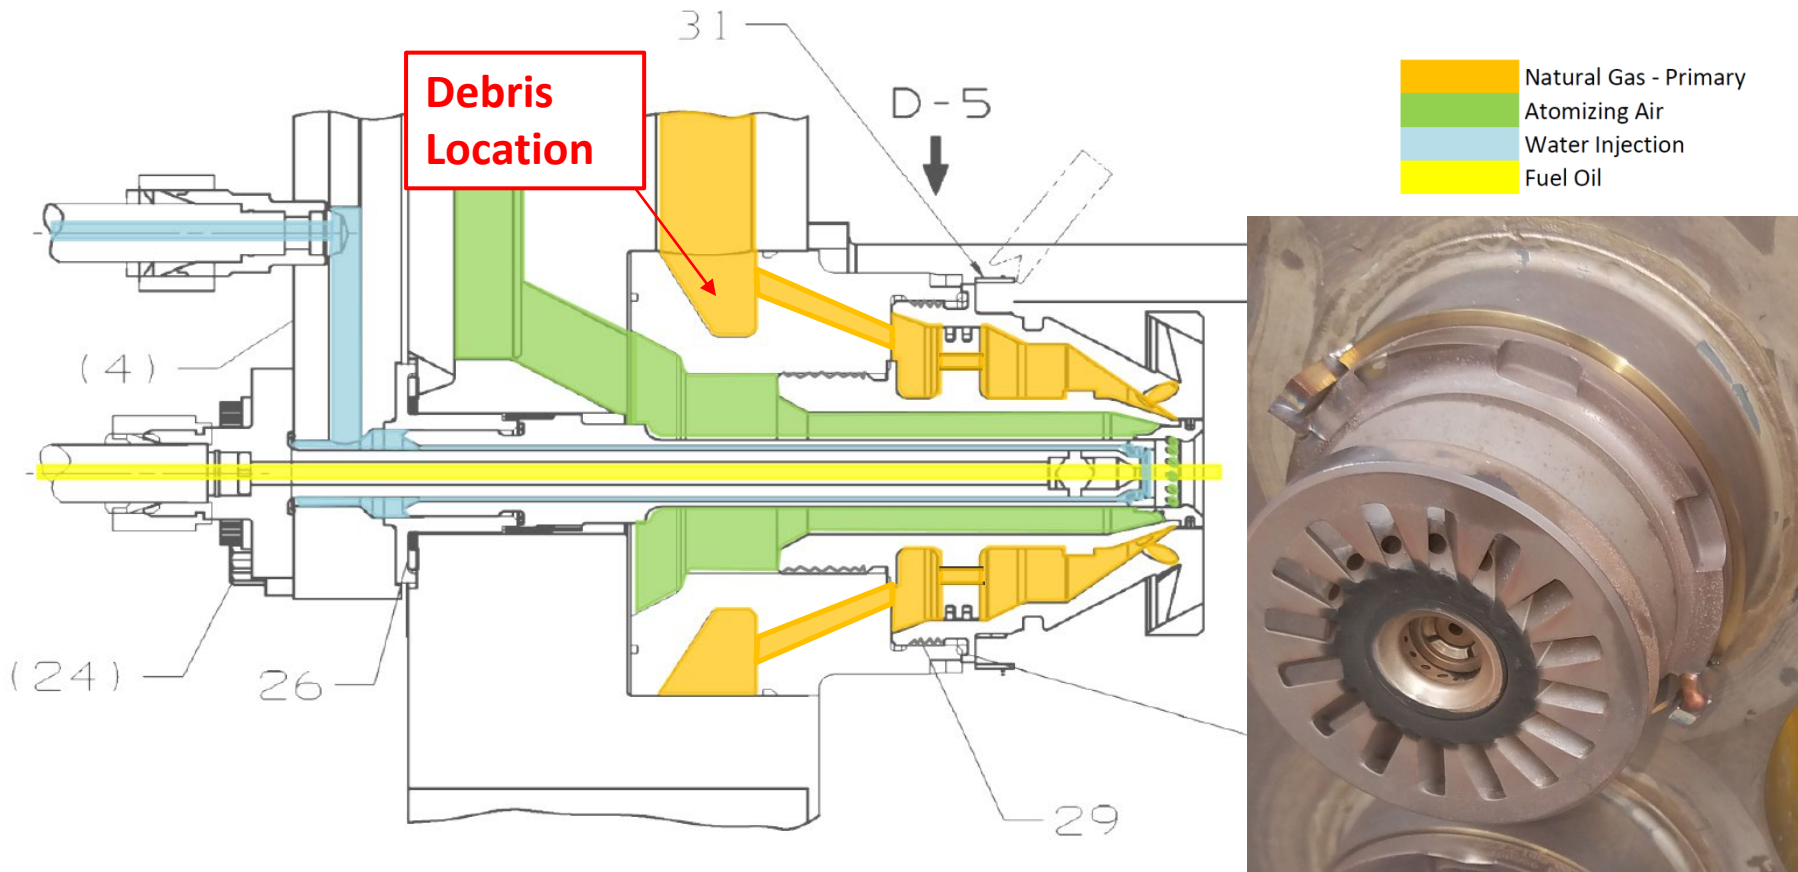 31
Debris
Location
D-5
Natural Gas - Primary
Atomizing Air
Water Injection
Fuel Oil
(4)
(24)
26
29